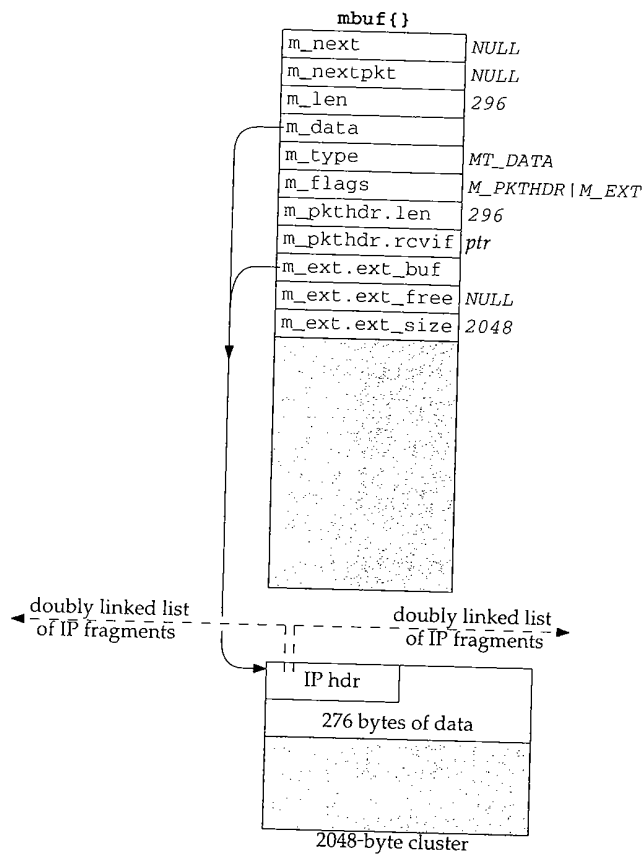 mbuf{}
m_next NULL
m_nextpkt NULL
m_len 296
m_data
m_type MT_DATA
m_flags M_PKTHDR|M_EXT
m_pkthdr.len 296
m_pkthdr.rcvif ptr
m_ext.ext_buf
m_ext.ext_free NULL
m_ext.ext_size 2048
doubly linked list
of IP fragments
doubly linked list
of IP fragments
IP hdr
276 bytes of data
2048-byte cluster